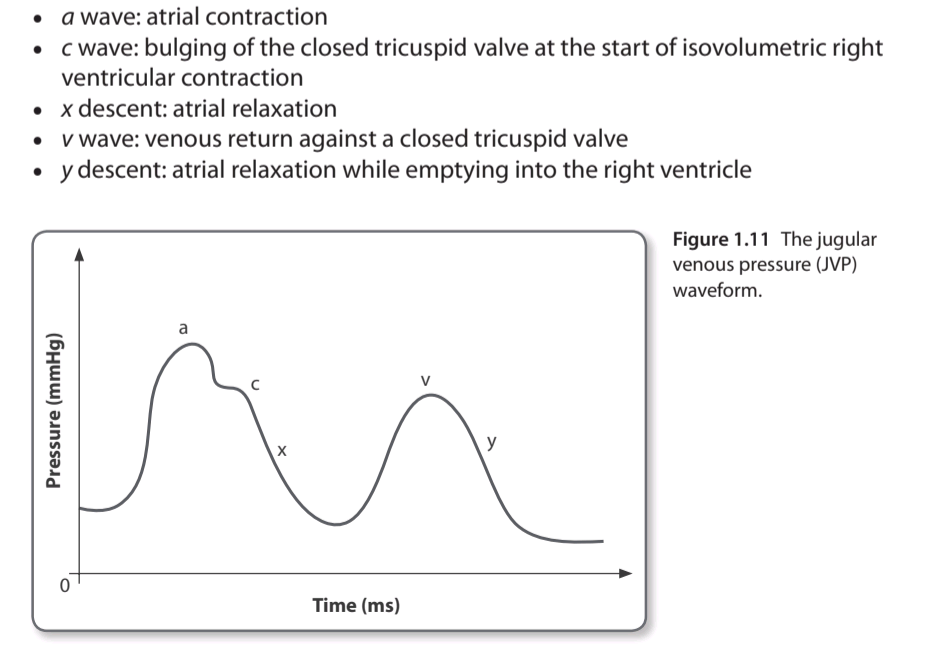 • a wave: atrial contraction
• c wave: bulging of the closed tricuspid valve at the start of isovolumetric right
ventricular contraction
• x descent: atrial relaxation
• v wave: venous return against a closed tricuspid valve
• y descent: atrial relaxation while emptying into the right ventricle
Figure 1.11 The jugular
venous pressure (JVP)
waveform.
Pressure (mmHg)
a
c
x
v
y
0
Time (ms)